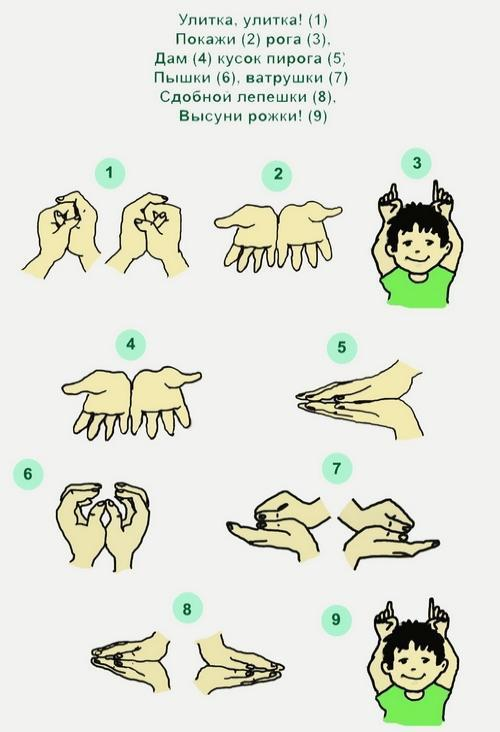 Улитка, улитка! (1)
Покажи (2) рога (3),
Дам (4) кусок пирога (5)
Пышки (6), ватрушки (7)
Сдобной лепешки (8),
Высуни рожки! (9)
1
2
3
4
5
6
7
8
9